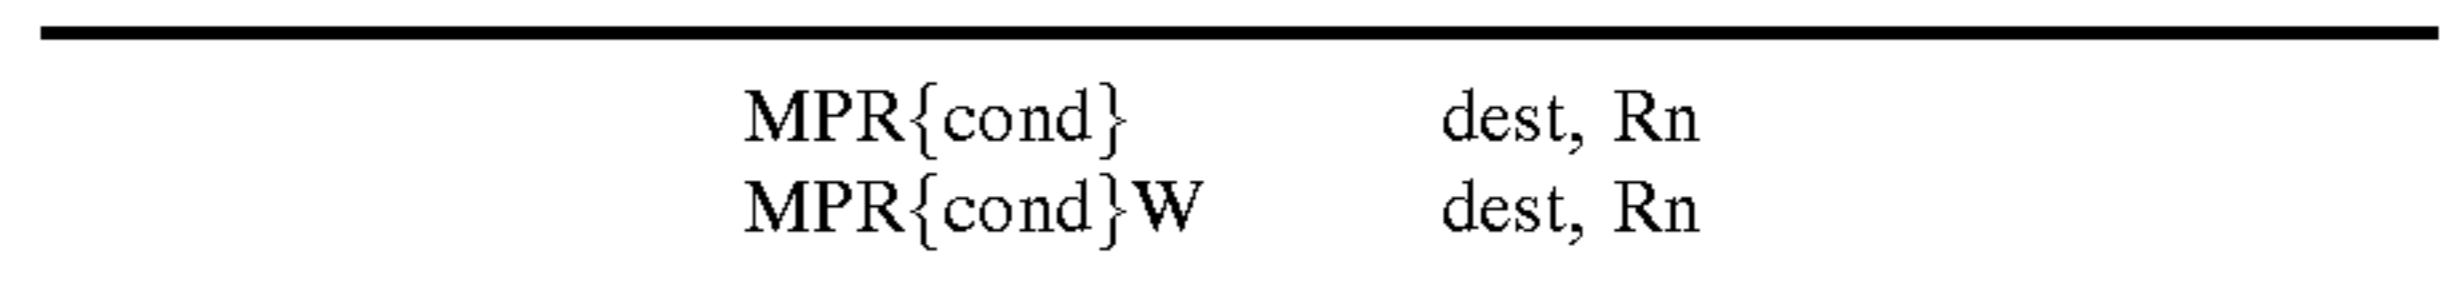 MPR{cond} dest, Rn
MPR{cond}W dest, Rn